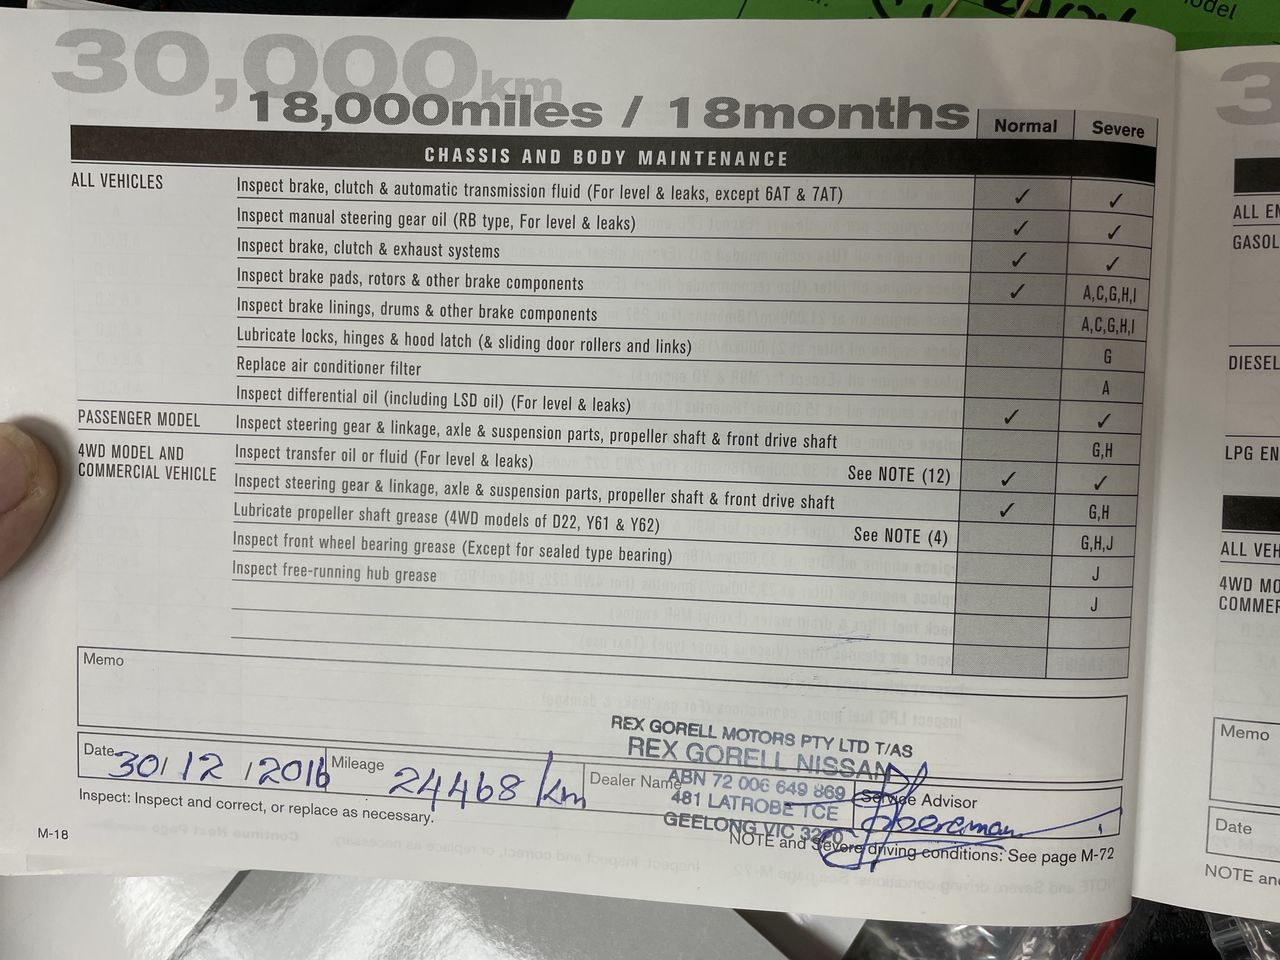 30,000km
18,000miles / 18months
Normal Severe
CHASSIS AND BODY MAINTENANCE
ALL VEHICLES Inspect brake, clutch & automatic transmission fluid (For level & leaks, except 6AT & 7AT) ✓ ✓
Inspect manual steering gear oil (RB type, For level & leaks) ✓ ✓
Inspect brake, clutch & exhaust systems ✓ ✓
Inspect brake pads, rotors & other brake components ✓ A,C,G,H,I
Inspect brake linings, drums & other brake components A,C,G,H,I
Lubricate locks, hinges & hood latch (& sliding door rollers and links) G
Replace air conditioner filter A
Inspect differential oil (including LSD oil) (For level & leaks) ✓ ✓
PASSENGER MODEL Inspect steering gear & linkage, axle & suspension parts, propeller shaft & front drive shaft G,H
4WD MODEL AND COMMERCIAL VEHICLE Inspect transfer oil or fluid (For level & leaks) See NOTE (12) ✓ ✓
Inspect steering gear & linkage, axle & suspension parts, propeller shaft & front drive shaft ✓ G,H
Lubricate propeller shaft grease (4WD models of D22, Y61 & Y62) See NOTE (4) G,H,J
Inspect front wheel bearing grease (Except for sealed type bearing) J
Inspect free-running hub grease J
Memo
REX GORELL MOTORS PTY LTD T/AS
REX GORELL NISSAN
ABN 72 006 649 869
481 LATROBE TCE
GEELONG VIC 3220
Date 30/12/2016 Mileage 24468/km Dealer Name Service Advisor
Inspect: Inspect and correct, or replace as necessary.
NOTE and Severe driving conditions: See page M-72
M-18
3
ALL EN
GASOL
DIESEL
LPG EN
ALL VEH
4WD MO
COMMER
Memo
Date
NOTE and
odel